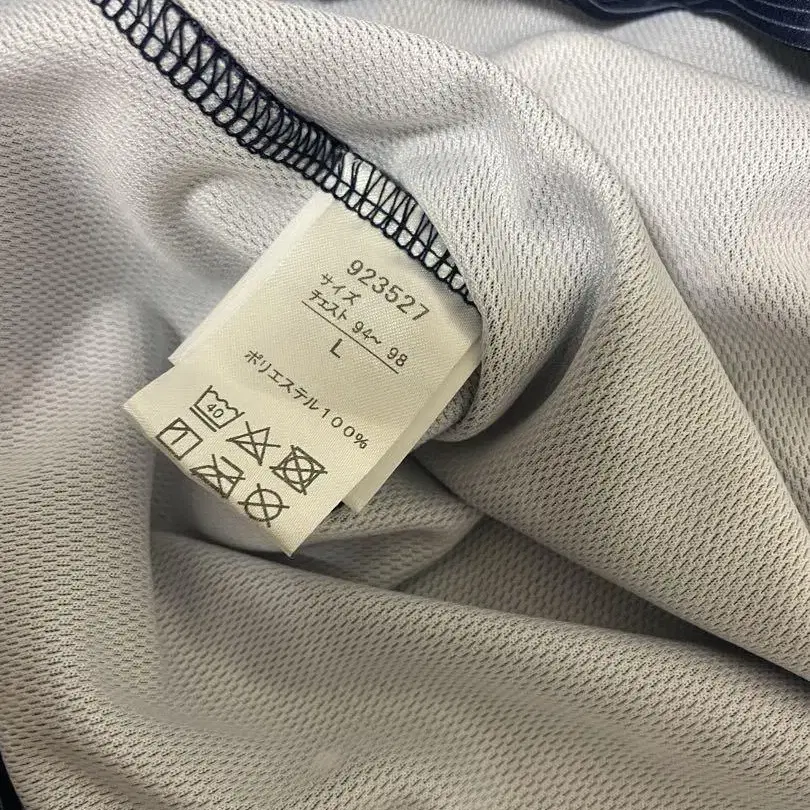 923527
サイズ
チェスト 94~ 98
L
ポリエステル100%
40